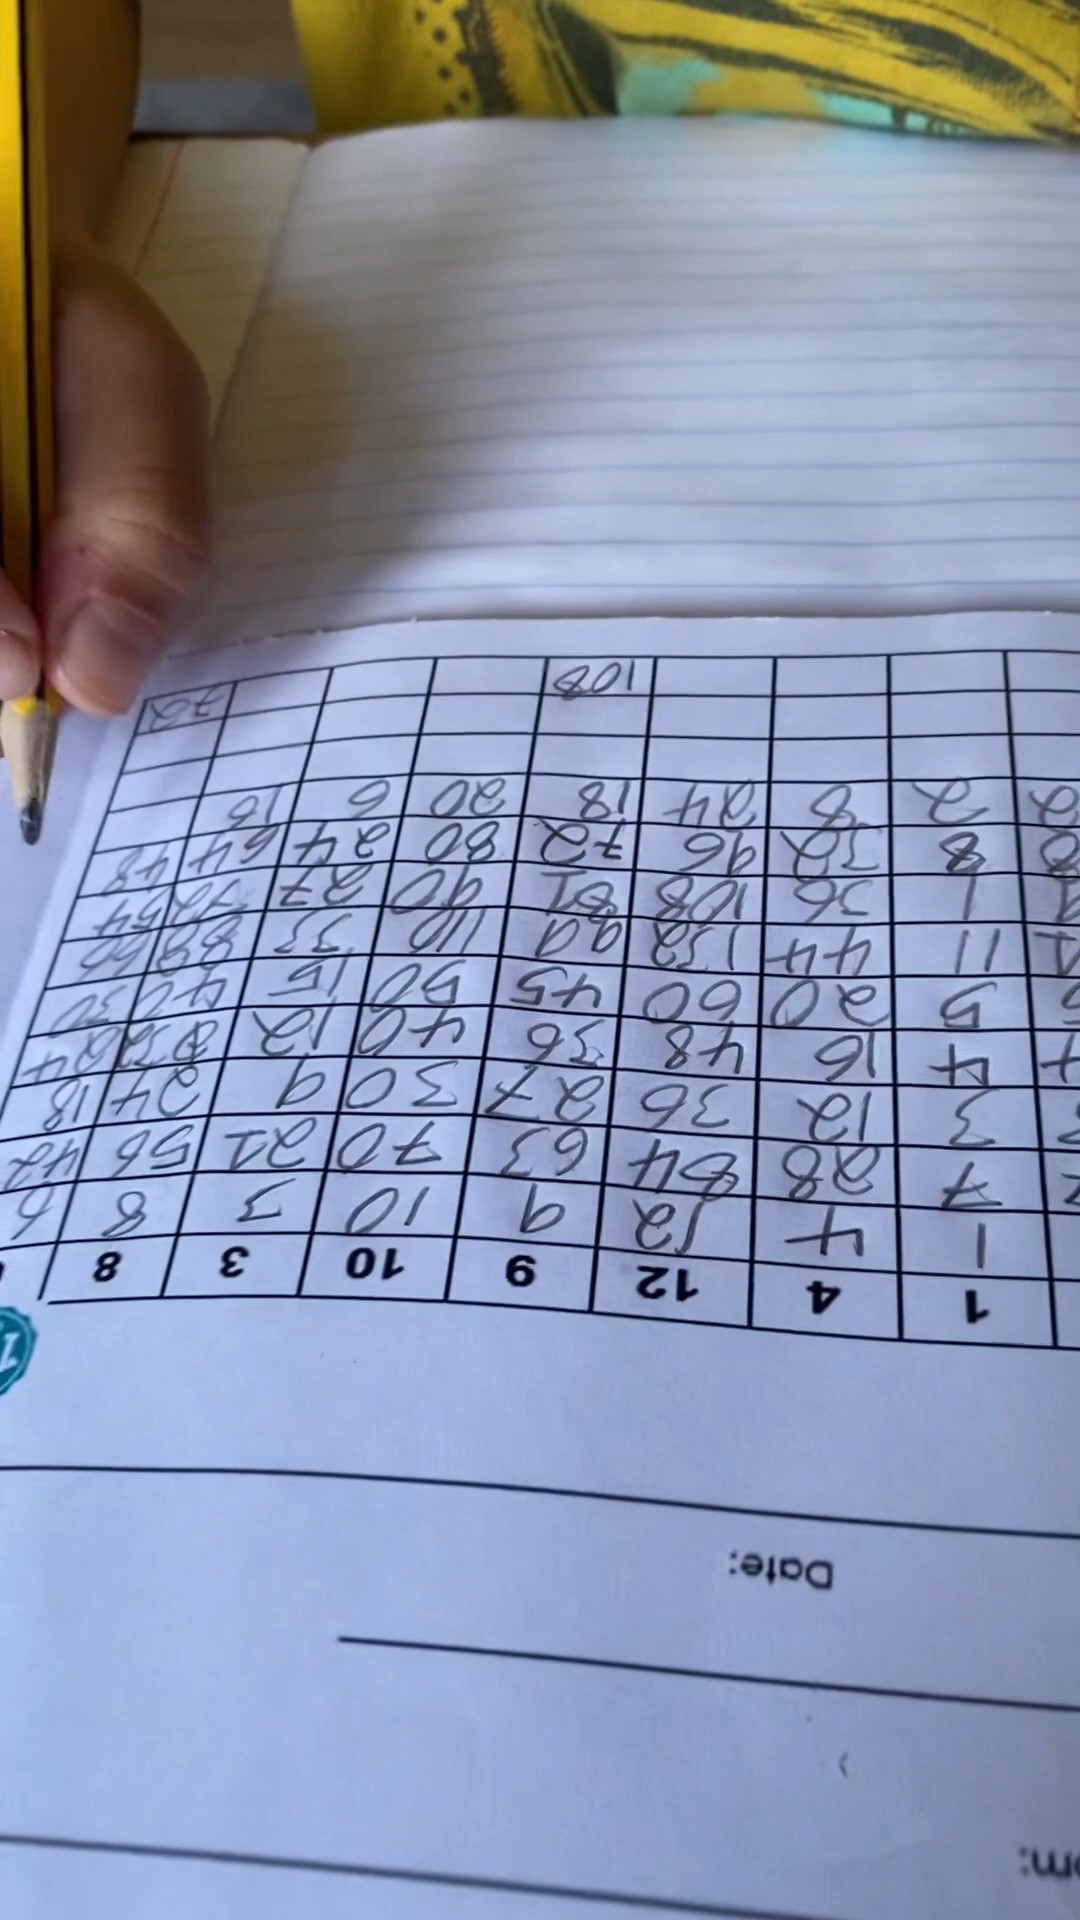 Date:
1 4 12 9 10 3 8
1 4 12 9 10 3 8 6
7 28 84 63 70 21 56 42
3 12 36 27 30 9 24 18
4 16 48 36 40 12 32 24
5 20 60 45 50 15 40 30
11 44 132 99 110 33 88
1 36 108 81 90 27 72 54
8 32 96 72 80 24 64 48
2 8 24 18 20 6 16
108 72